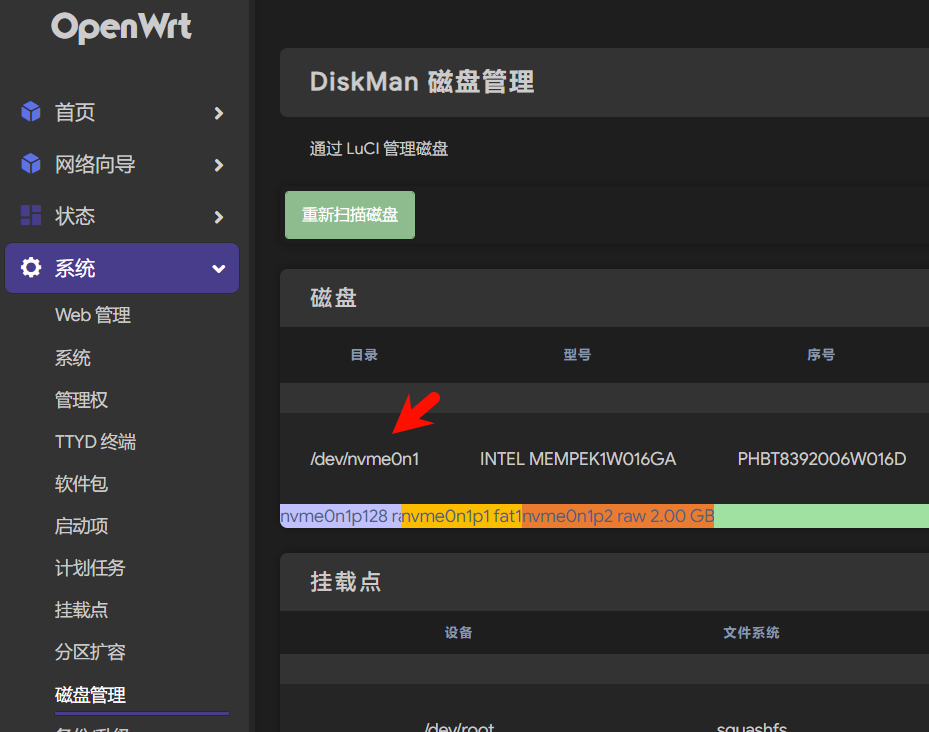 OpenWrt
首页
网络向导
状态
系统
Web 管理
系统
管理权
TTYD 终端
软件包
启动项
计划任务
挂载点
分区扩容
磁盘管理
DiskMan 磁盘管理
通过 LuCI 管理磁盘
重新扫描磁盘
磁盘
目录 型号 序号
/dev/nvme0n1 INTEL MEMPEK1W016GA PHBT8392006W016D
nvme0n1p128 nvme0n1p1 fat1 nvme0n1p2 raw 2.00 GB
挂载点
设备 文件系统
/dev/root squashfs